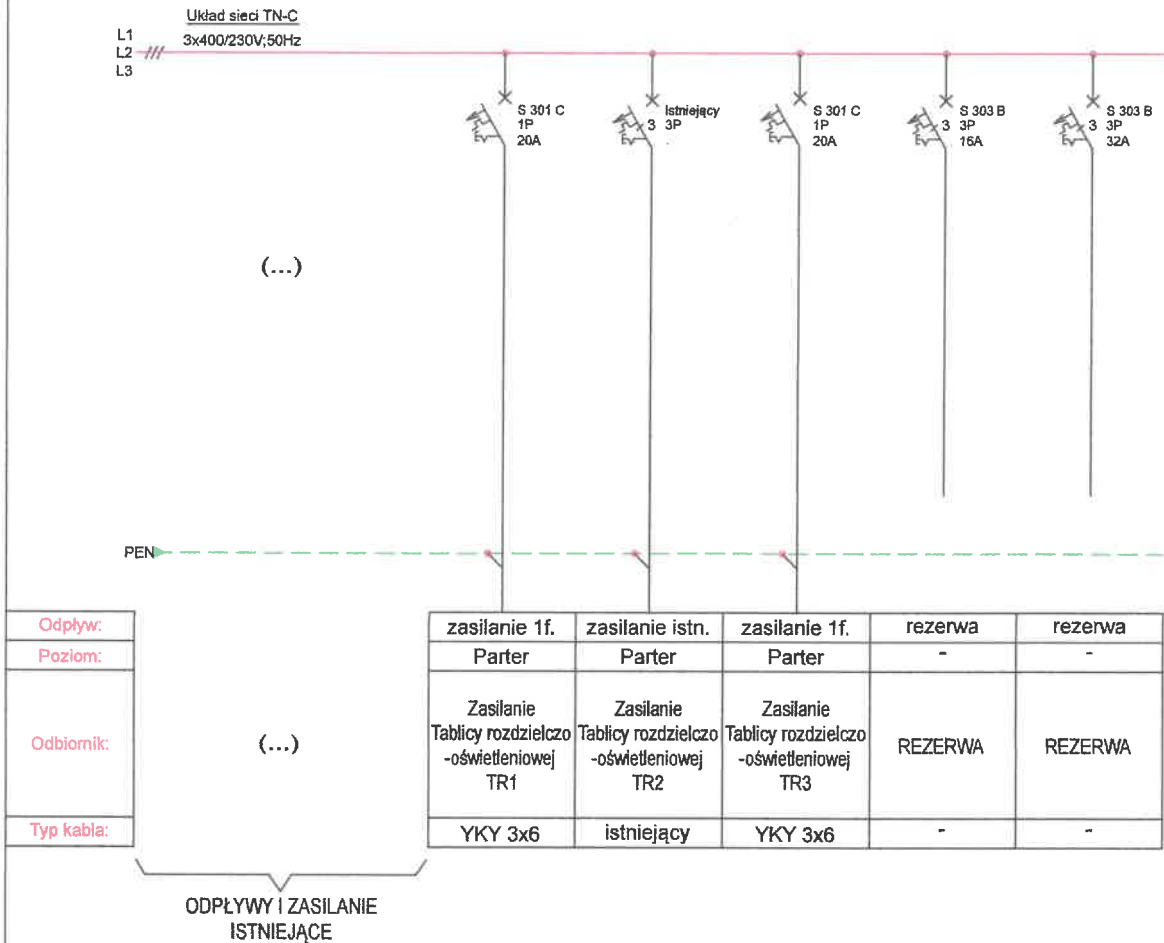 Układ sieci TN-C
3x400/230V;50Hz
L1
L2
L3
S 301 C
1P
20A
Istniejący
3P
3
S 301 C
1P
20A
S 303 B
3P
16A
3
S 303 B
3P
32A
3
(...)
PEN
Odpływ:
zasilanie 1f.
zasilanie istn.
zasilanie 1f.
rezerwa
rezerwa
Poziom:
Parter
Parter
Parter
-
-
Odbiornik:
(...)
Zasilanie
Tablicy rozdzielczo
-oświetleniowej
TR1
Zasilanie
Tablicy rozdzielczo
-oświetleniowej
TR2
Zasilanie
Tablicy rozdzielczo
-oświetleniowej
TR3
REZERWA
REZERWA
Typ kabla:
YKY 3x6
istniejący
YKY 3x6
-
-
ODPŁYWY I ZASILANIE
ISTNIEJĄCE